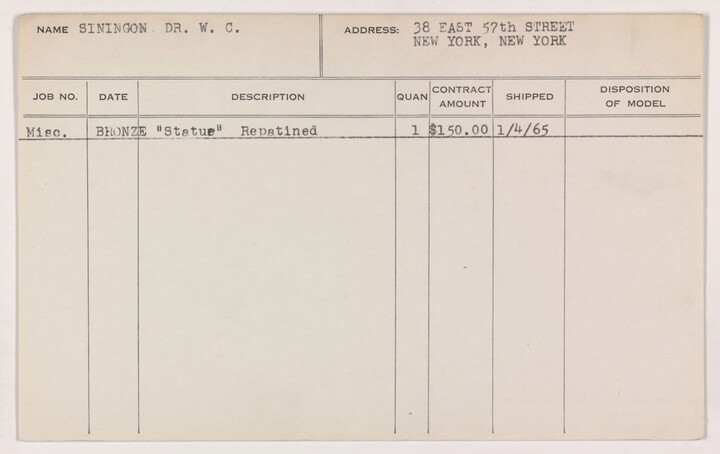 NAME SININGON DR. W. C. ADDRESS: 38 EAST 57th STREET
NEW YORK, NEW YORK
JOB NO. DATE DESCRIPTION QUAN CONTRACT AMOUNT SHIPPED DISPOSITION OF MODEL
Misc. BRONZE "Statue" Repatined 1 $150.00 1/4/65